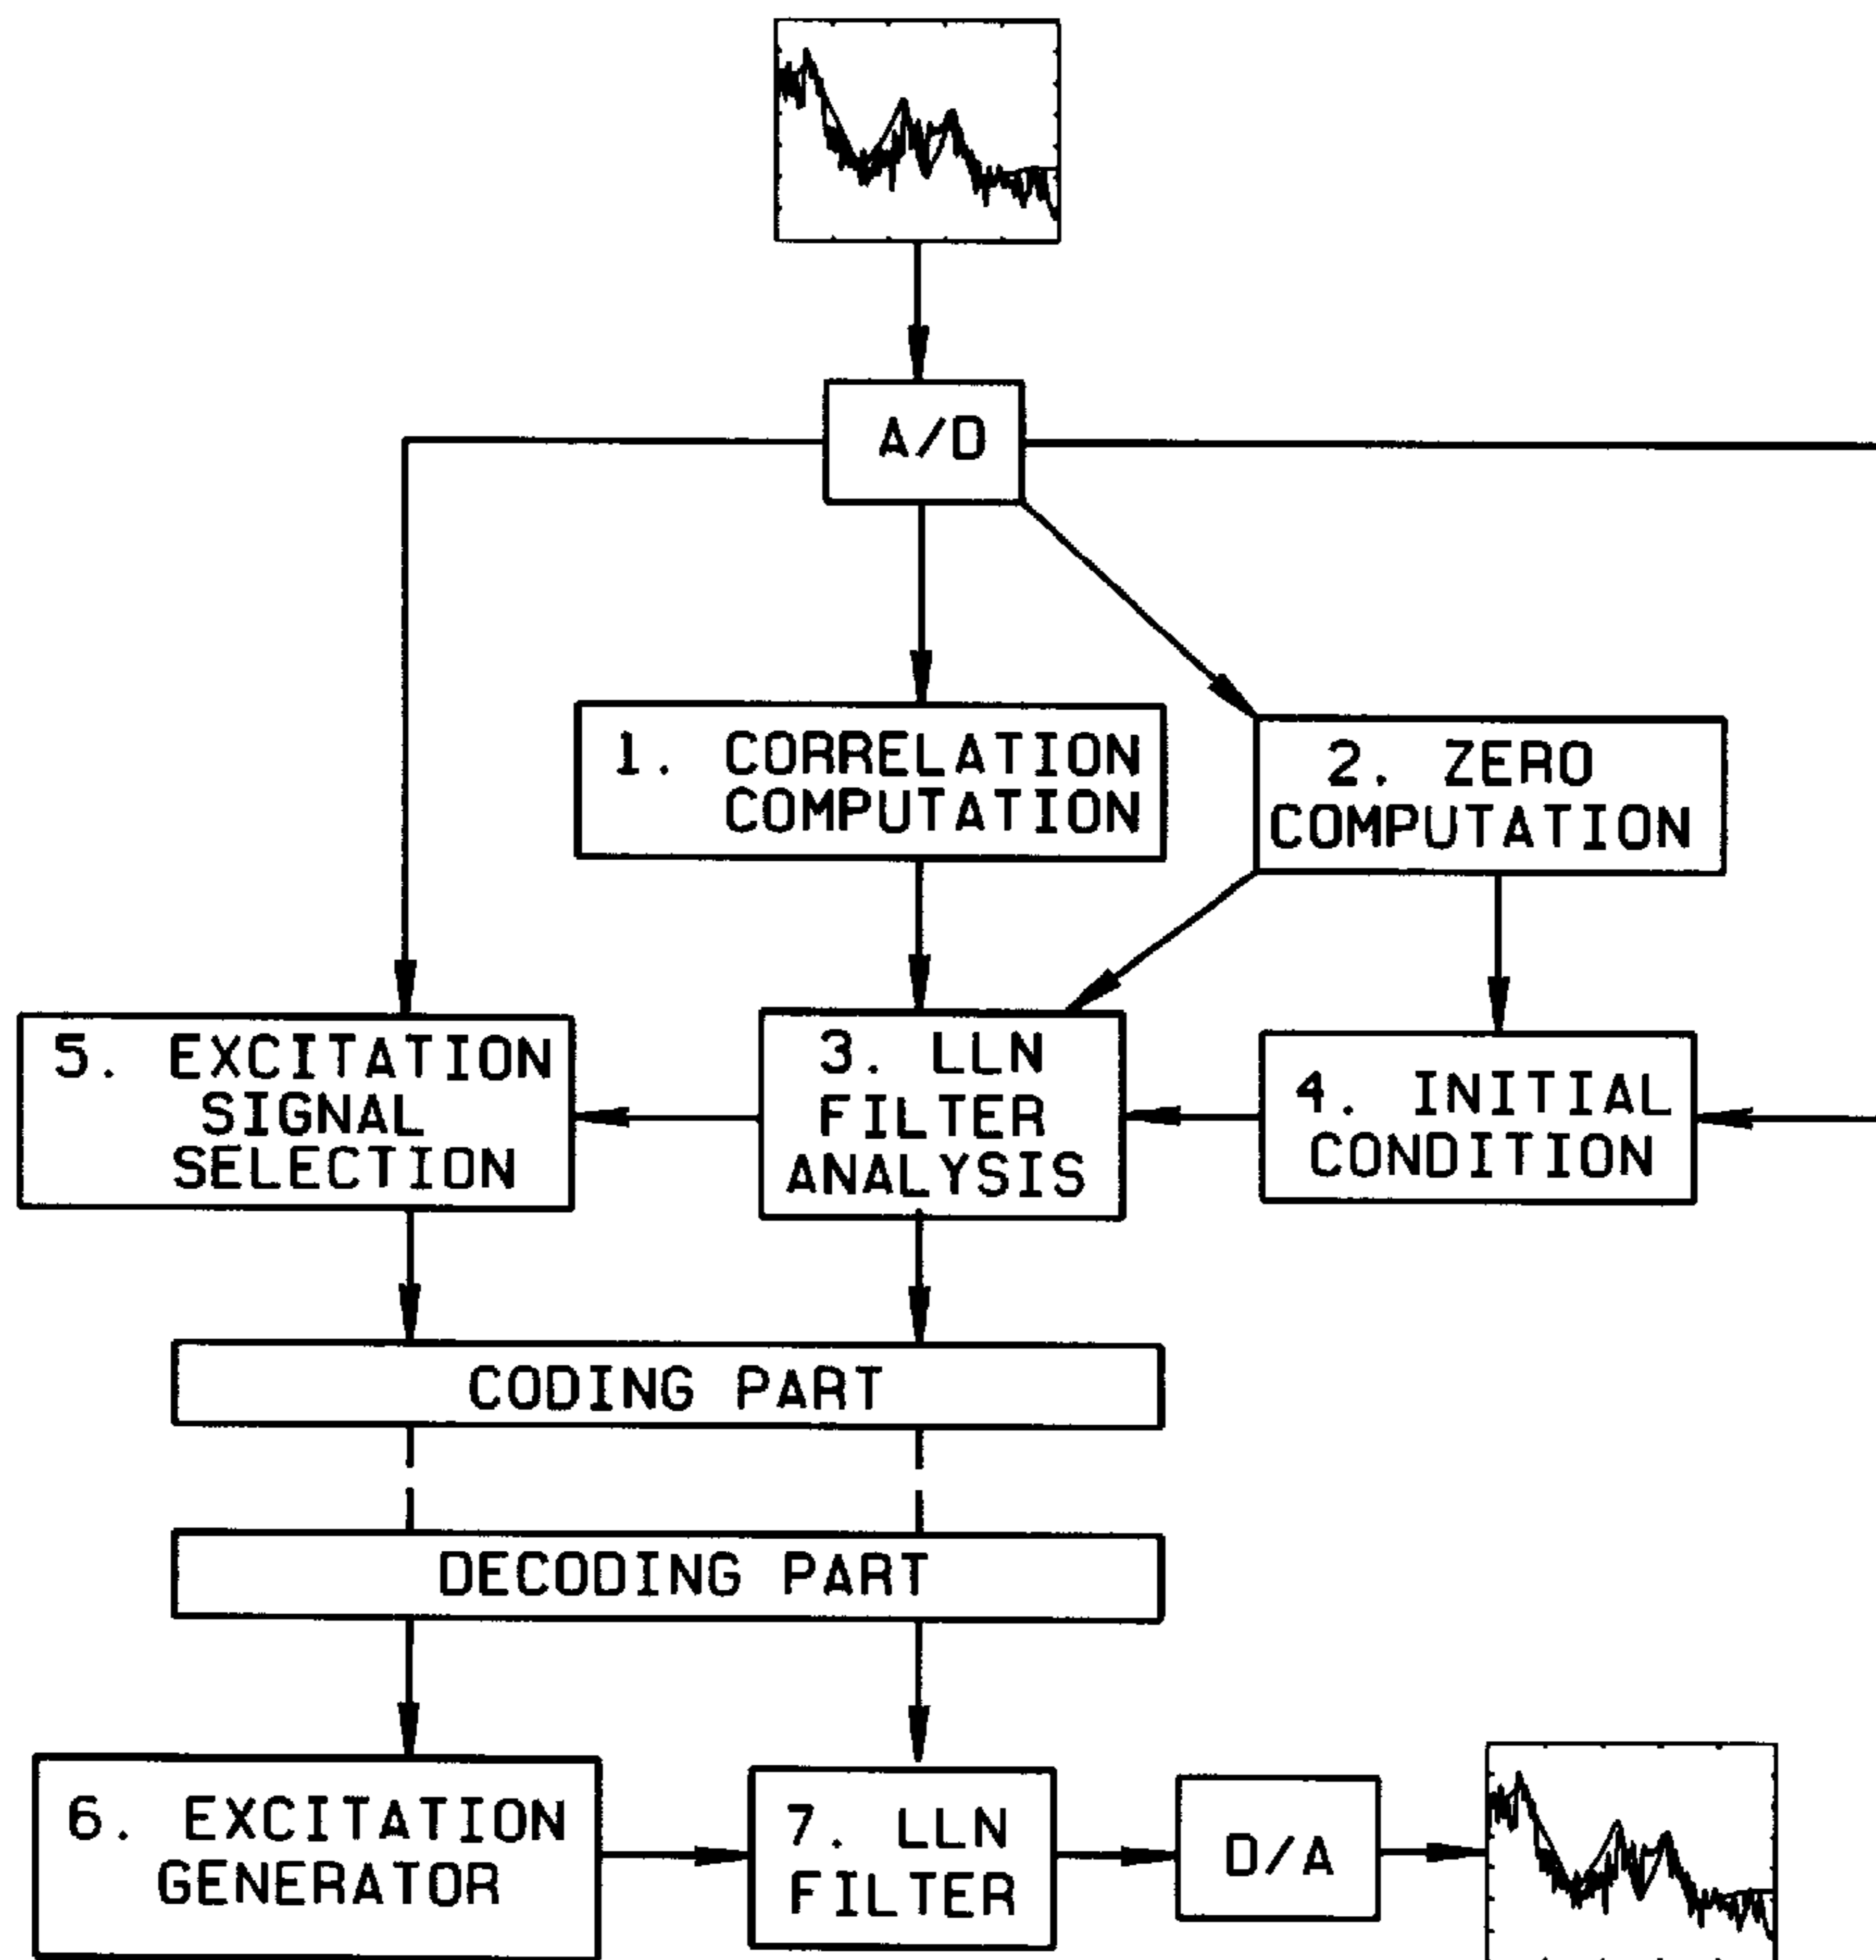 A/D
1. CORRELATION
COMPUTATION
2. ZERO
COMPUTATION
5. EXCITATION
SIGNAL
SELECTION
3. LLN
FILTER
ANALYSIS
4. INITIAL
CONDITION
CODING PART
DECODING PART
6. EXCITATION
GENERATOR
7. LLN
FILTER
D/A